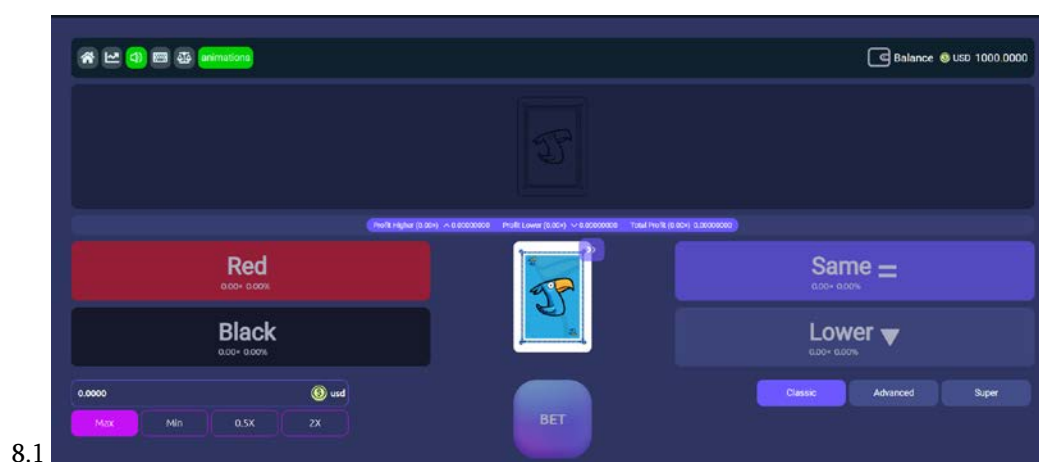 animations
Balance USD 1000.0000
Profit Higher (0.00×) 0.00000000 Profit Lower (0.00×) 0.00000000 Total Profit (0.00×) 0.00000000
Red
0.00× 0.00%
Same =
0.00× 0.00%
Black
0.00× 0.00%
Lower
0.00× 0.00%
0.0000 usd
Max Min 0.5X 2X
BET
Classic Advanced Super
8.1